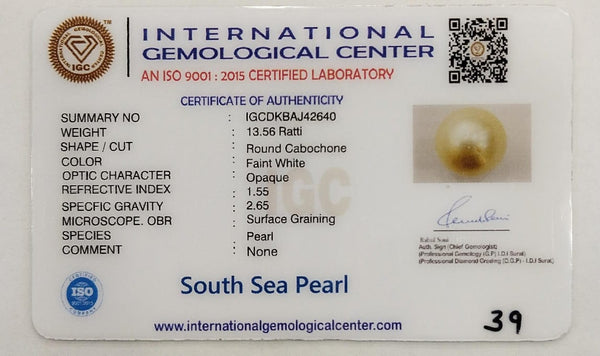 INTERNATIONAL
GEMOLOGICAL CENTER
AN ISO 9001 : 2015 CERTIFIED LABORATORY
IGC
TM
CERTIFICATE OF AUTHENTICITY
SUMMARY NO : IGCDKBAJ42640
WEIGHT : 13.56 Ratti
SHAPE / CUT : Round Cabochone
COLOR : Faint White
OPTIC CHARACTER : Opaque
REFRECTIVE INDEX : 1.55
SPECFIC GRAVITY : 2.65
MICROSCOPE. OBR : Surface Graining
SPECIES : Pearl
COMMENT : None
IGC
Rahul Soni
Auth. Sign (Chief Gemologist)
(Professional Gemology (G.P) I.D.I Surat)
(Professional Diamond Grading (D.G.P) - I.D.I Surat)
ISO
South Sea Pearl
www.internationalgemologicalcenter.com
39